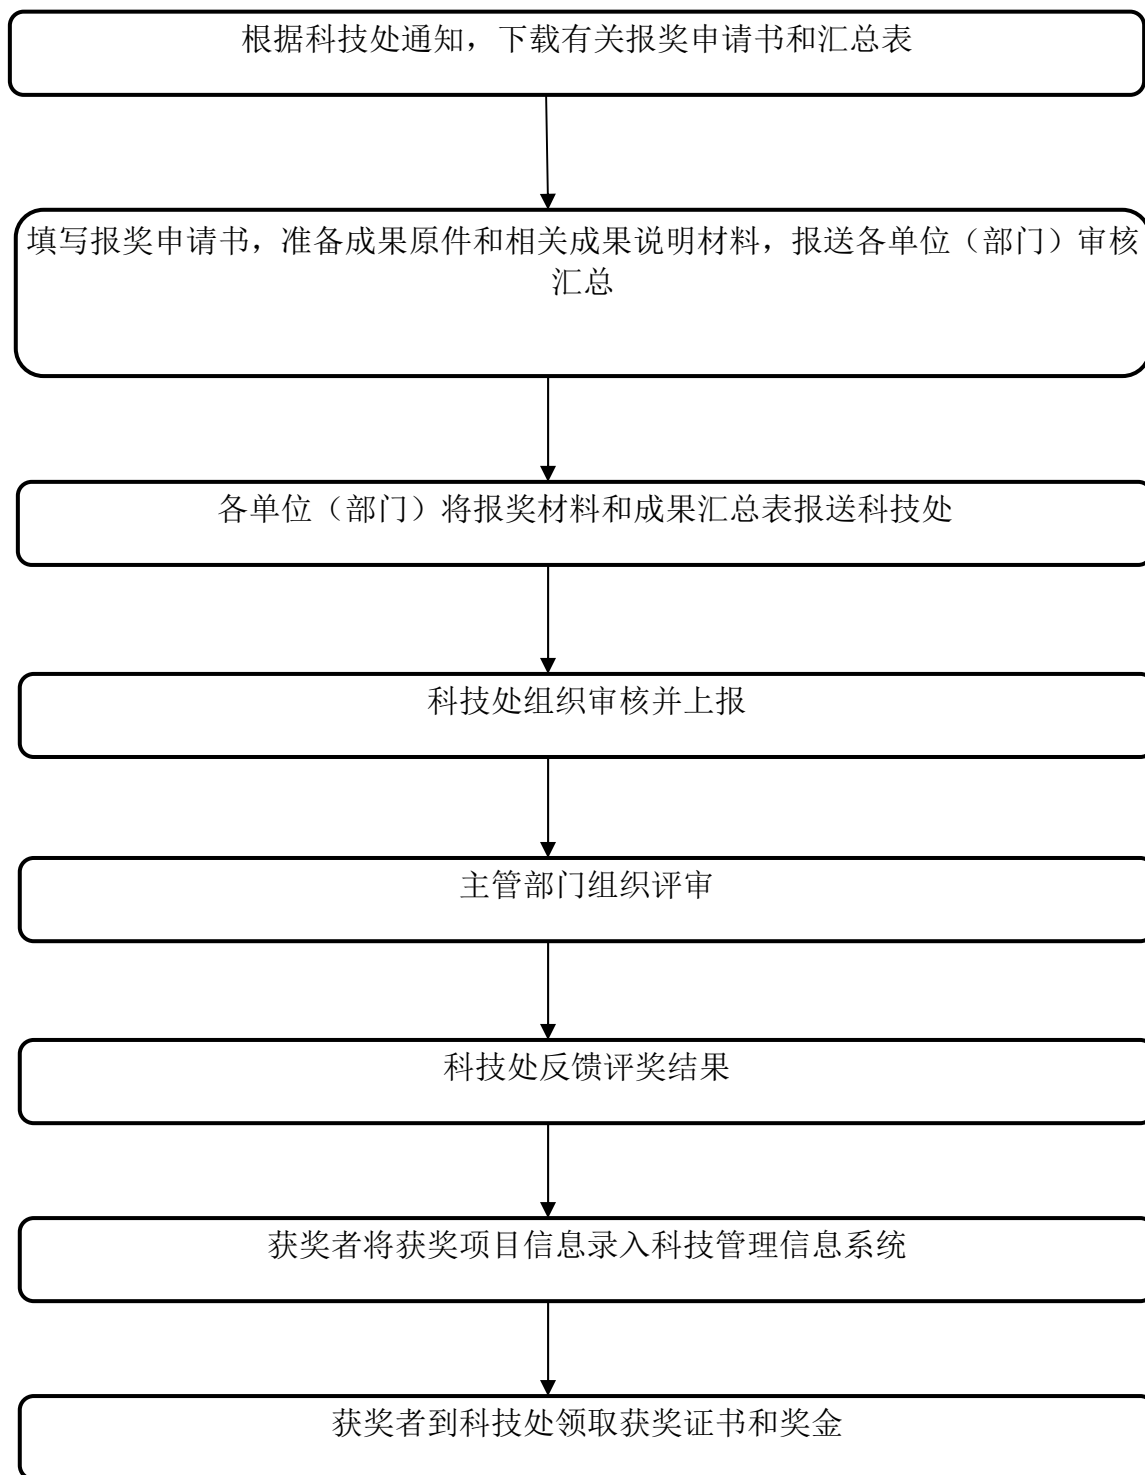 根据科技处通知，下载有关报奖申请书和汇总表
填写报奖申请书，准备成果原件和相关成果说明材料，报送各单位（部门）审核
汇总
各单位（部门）将报奖材料和成果汇总表报送科技处
科技处组织审核并上报
主管部门组织评审
科技处反馈评奖结果
获奖者将获奖项目信息录入科技管理信息系统
获奖者到科技处领取获奖证书和奖金